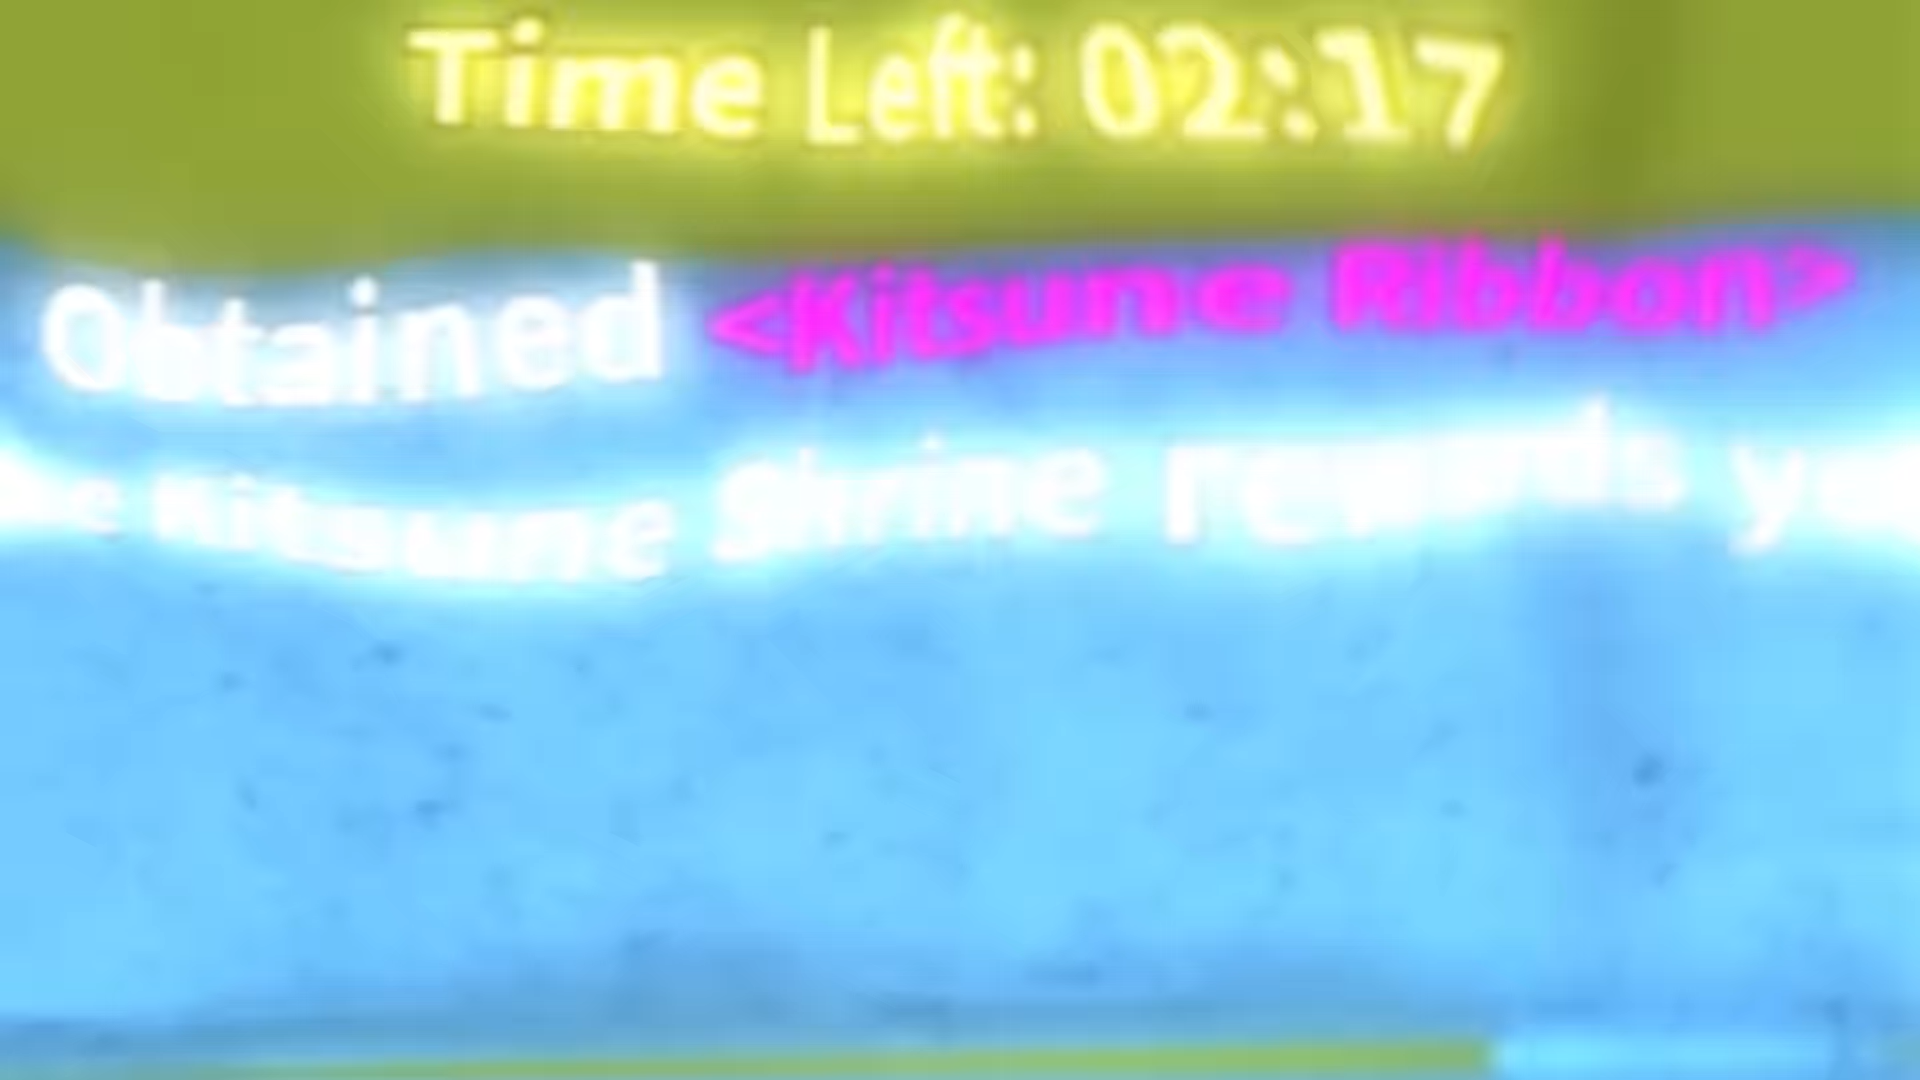 Time Left: 02:17
Obtained <Kitsune Ribbon>
Kitsune Shrine rewards